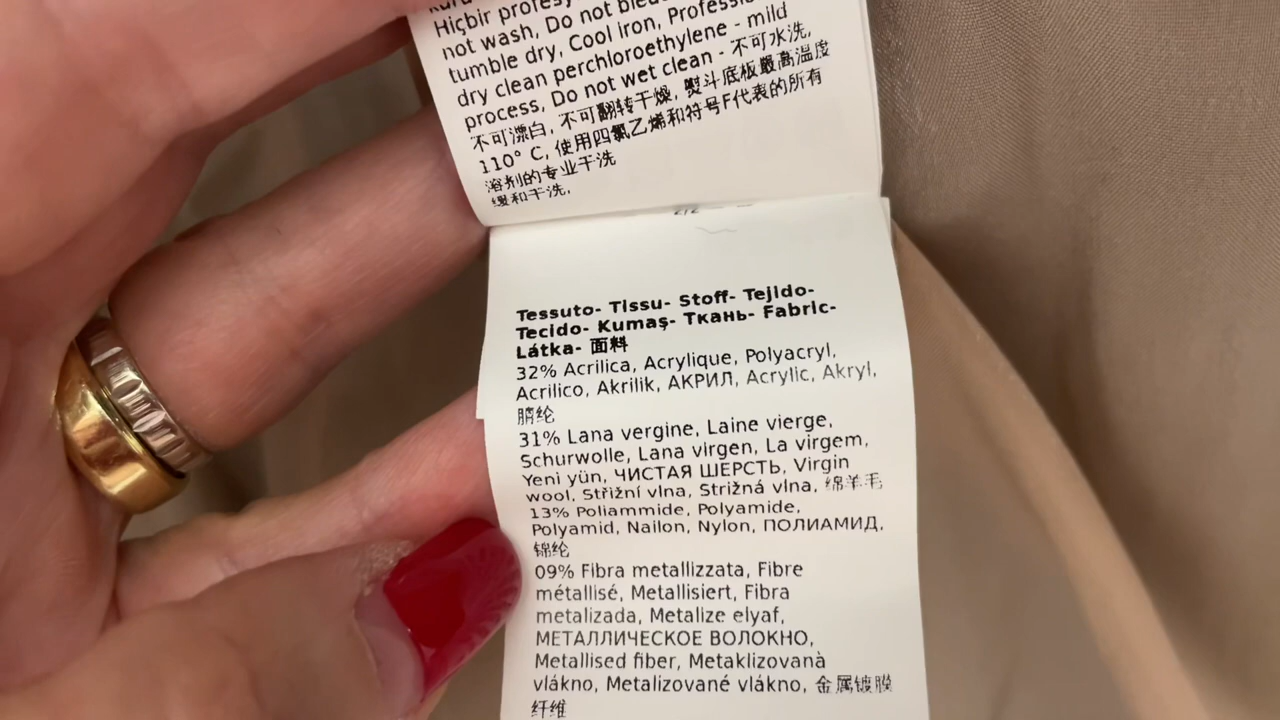 Hiçbir profesy
not wash, Do not
tumble dry, Cool iron, Professio
dry clean perchloroethylene - mild
process, Do not wet clean - 不可水洗,
不可漂白, 不可翻转干燥, 熨斗底板最高温度
110° C, 使用四氯乙烯和符号F代表的所有
溶剂的专业干洗
缓和干洗.
2/2
Tessuto- Tissu- Stoff- Tejido-
Tecido- Kumaş- Ткань- Fabric-
Látka- 面料
32% Acrilica, Acrylique, Polyacryl,
Acrilico, Akrilik, АКРИЛ, Acrylic, Akryl,
腈纶
31% Lana vergine, Laine vierge,
Schurwolle, Lana virgen, La virgem,
Yeni yün, ЧИСТАЯ ШЕРСТЬ, Virgin
wool, Střižní vlna, Strižná vlna, 绵羊毛
13% Poliammide, Polyamide,
Polyamid, Nailon, Nylon, ПОЛИАМИД,
锦纶
09% Fibra metallizzata, Fibre
métallisé, Metallisiert, Fibra
metalizada, Metalize elyaf,
МЕТАЛЛИЧЕСКОЕ ВОЛОКНО,
Metallised fiber, Metaklizovanà
vlákno, Metalizované vlákno, 金属镀膜
纤维